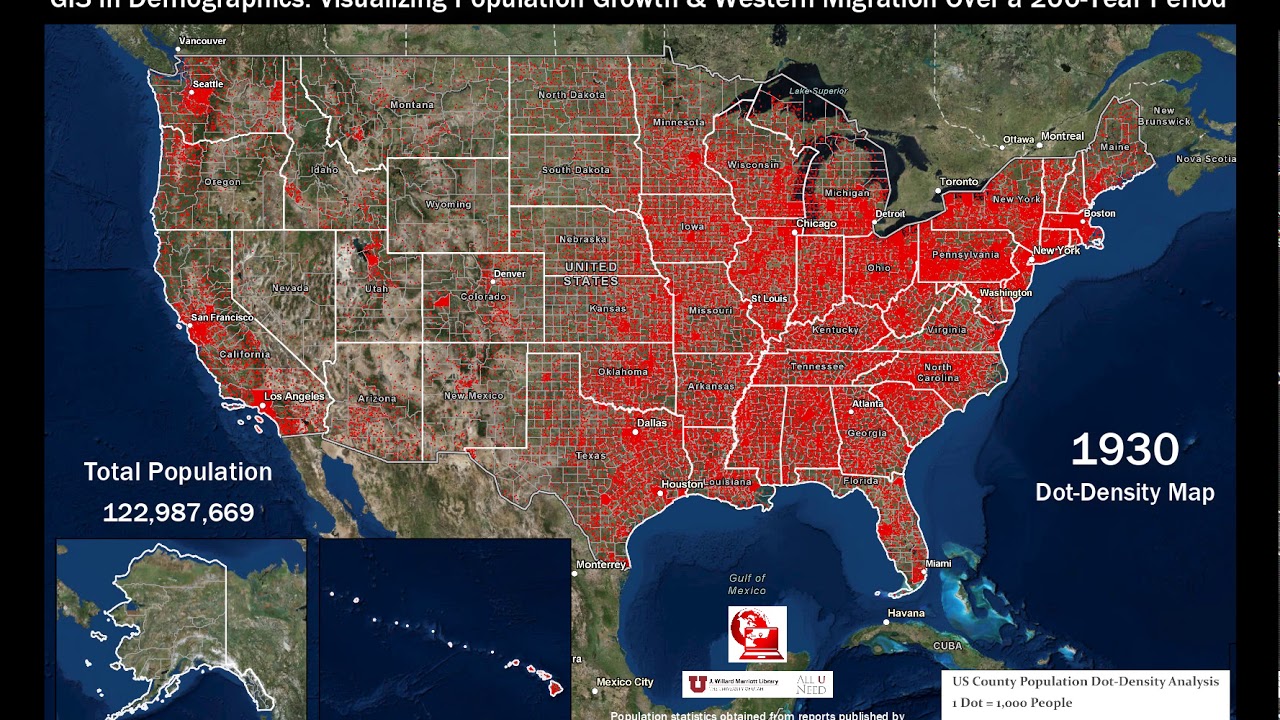 GIS in Demographics: Visualizing Population Growth & Western Migration Over a 200-Year Period
Vancouver
Seattle
Montana
North Dakota
Minnesota
Lake Superior
Ottawa
Montreal
New
Brunswick
Maine
Nova Scotia
Oregon
Idaho
Wyoming
South Dakota
Wisconsin
Michigan
Toronto
New York
Boston
Detroit
Chicago
Iowa
Nebraska
UNITED
STATES
Nevada
Utah
Denver
Colorado
Kansas
Missouri
St Louis
Ohio
Pennsylvania
New York
Washington
San Francisco
California
Kentucky
Virginia
Los Angeles
Arizona
New Mexico
Oklahoma
Arkansas
Tennessee
North
Carolina
Atlanta
Georgia
Dallas
Texas
Houston
Louisiana
Florida
1930
Dot-Density Map
Total Population
122,987,669
Monterrey
Gulf of
Mexico
Miami
Havana
CUBA
ra
Mexico City
U J. Willard Marriott Library
ALL U
NEED
US County Population Dot-Density Analysis
1 Dot = 1,000 People
Population statistics obtained from reports published by